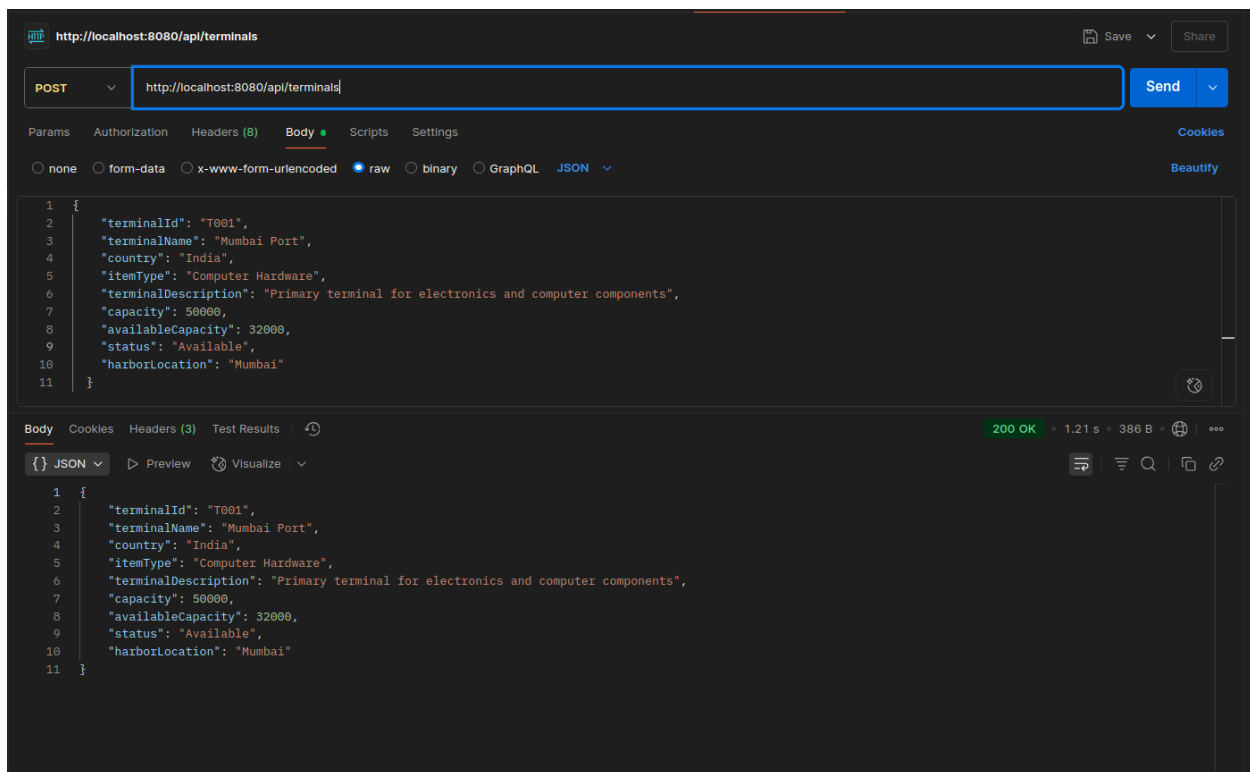 HTTP http://localhost:8080/api/terminals Save Share
POST http://localhost:8080/api/terminals Send
Params Authorization Headers (8) Body Scripts Settings Cookies
none form-data x-www-form-urlencoded raw binary GraphQL JSON Beautify
1 {
2 "terminalId": "T001",
3 "terminalName": "Mumbai Port",
4 "country": "India",
5 "itemType": "Computer Hardware",
6 "terminalDescription": "Primary terminal for electronics and computer components",
7 "capacity": 50000,
8 "availableCapacity": 32000,
9 "status": "Available",
10 "harborLocation": "Mumbai"
11 }
Body Cookies Headers (3) Test Results 200 OK • 1.21 s • 386 B •
{} JSON Preview Visualize
1 {
2 "terminalId": "T001",
3 "terminalName": "Mumbai Port",
4 "country": "India",
5 "itemType": "Computer Hardware",
6 "terminalDescription": "Primary terminal for electronics and computer components",
7 "capacity": 50000,
8 "availableCapacity": 32000,
9 "status": "Available",
10 "harborLocation": "Mumbai"
11 }